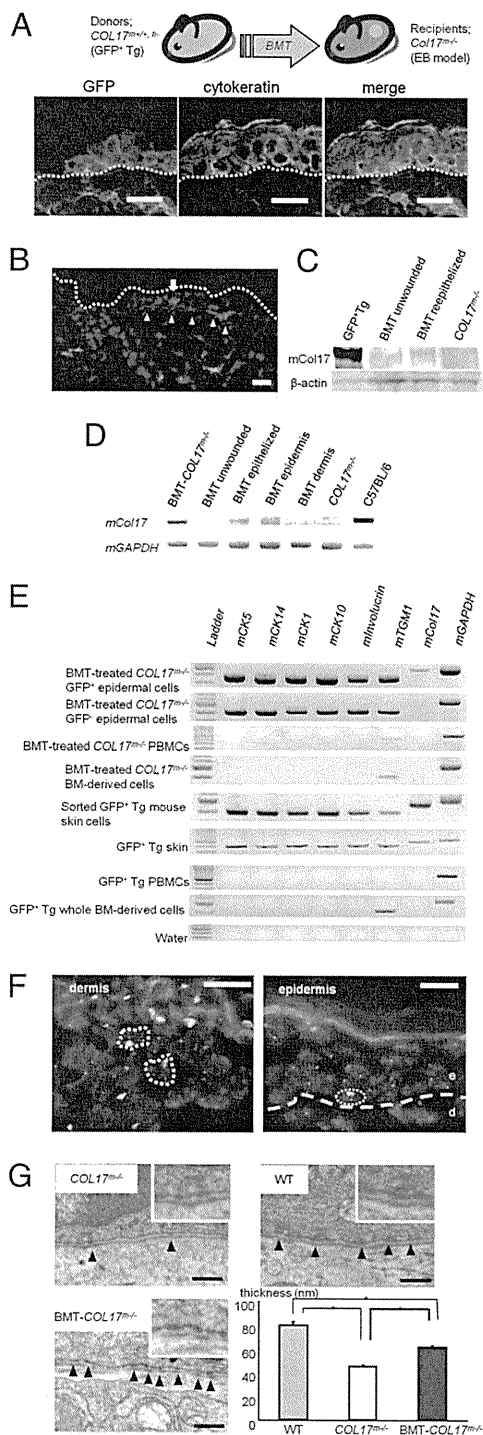 A
Donors;
COL17m+/+, h-
(GFP+ Tg)
BMT
Recipients;
Col17m-/-
(EB model)
GFP
cytokeratin
merge
B
C
GFP+Tg
BMT unwounded
BMT reepithelized
COL17m-/-
mCol17
β-actin
D
BMT-COL17m-/-
BMT unwounded
BMT epithelized
BMT epidermis
BMT dermis
COL17m-/-
C57BL/6
mCol17
mGAPDH
E
Ladder
mCK5
mCK14
mCK1
mCK10
mInvolucrin
mTGM1
mCol17
mGAPDH
BMT-treated COL17m-/-
GFP+ epidermal cells
BMT-treated COL17m-/-
GFP- epidermal cells
BMT-treated COL17m-/- PBMCs
BMT-treated COL17m-/-
BM-derived cells
Sorted GFP+ Tg mouse
skin cells
GFP+ Tg skin
GFP+ Tg PBMCs
GFP+ Tg whole BM-derived cells
Water
F
dermis
epidermis
e
d
G
COL17m-/-
WT
BMT-COL17m-/-
thickness (nm)
100
80
60
40
20
0
WT
COL17m-/-
BMT-COL17m-/-